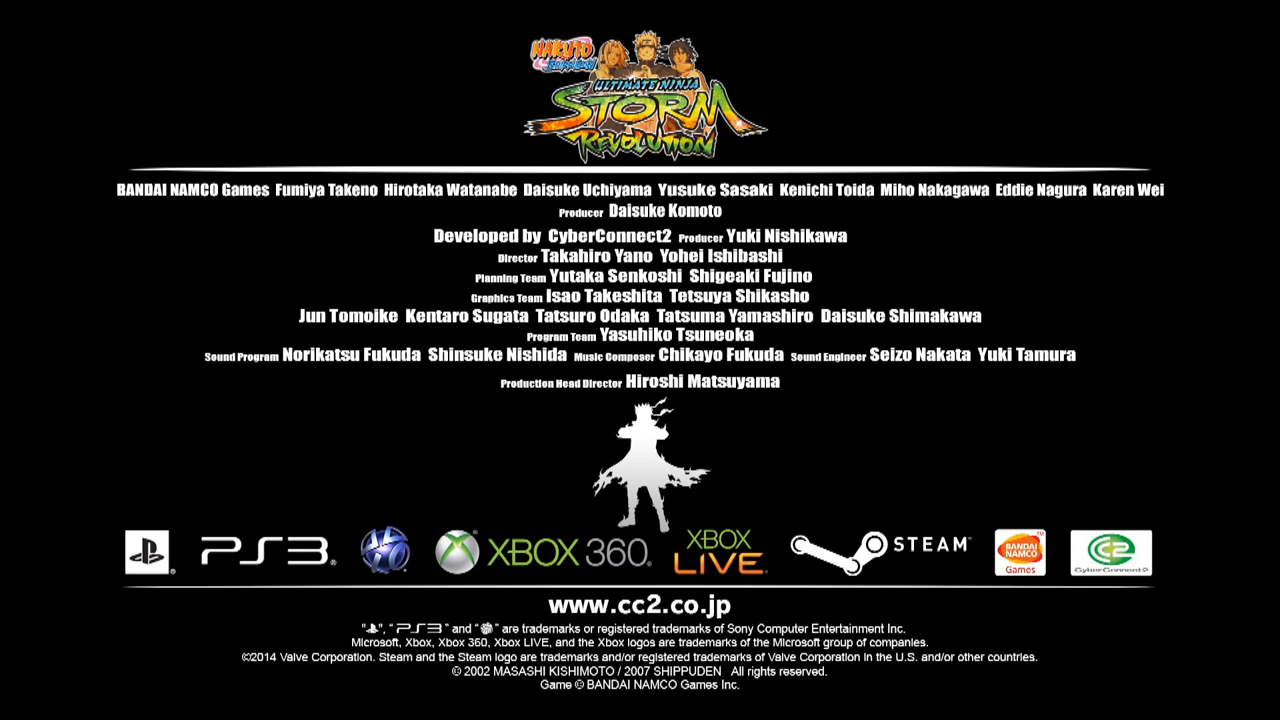 NARUTO
SHIPPUDEN
ULTIMATE NINJA
STORM
REVOLUTION
BANDAI NAMCO Games Fumiya Takeno Hirotaka Watanabe Daisuke Uchiyama Yusuke Sasaki Kenichi Toida Miho Nakagawa Eddie Nagura Karen Wei
Producer Daisuke Komoto
Developed by CyberConnect2 Producer Yuki Nishikawa
Director Takahiro Yano Yohei Ishibashi
Planning Team Yutaka Senkoshi Shigeaki Fujino
Graphics Team Isao Takeshita Tetsuya Shikasho
Jun Tomoike Kentaro Sugata Tatsuro Odaka Tatsuma Yamashiro Daisuke Shimakawa
Program Team Yasuhiko Tsuneoka
Sound Program Norikatsu Fukuda Shinsuke Nishida Music Composer Chikayo Fukuda Sound Engineer Seizo Nakata Yuki Tamura
Production Head Director Hiroshi Matsuyama
PS3® XBOX 360® XBOX LIVE® STEAM™ BANDAI NAMCO Games C2 CyberConnect2
www.cc2.co.jp
"", "PS3" and "" are trademarks or registered trademarks of Sony Computer Entertainment Inc.
Microsoft, Xbox, Xbox 360, Xbox LIVE, and the Xbox logos are trademarks of the Microsoft group of companies.
©2014 Valve Corporation. Steam and the Steam logo are trademarks and/or registered trademarks of Valve Corporation in the U.S. and/or other countries.
© 2002 MASASHI KISHIMOTO / 2007 SHIPPUDEN All rights reserved.
Game © BANDAI NAMCO Games Inc.